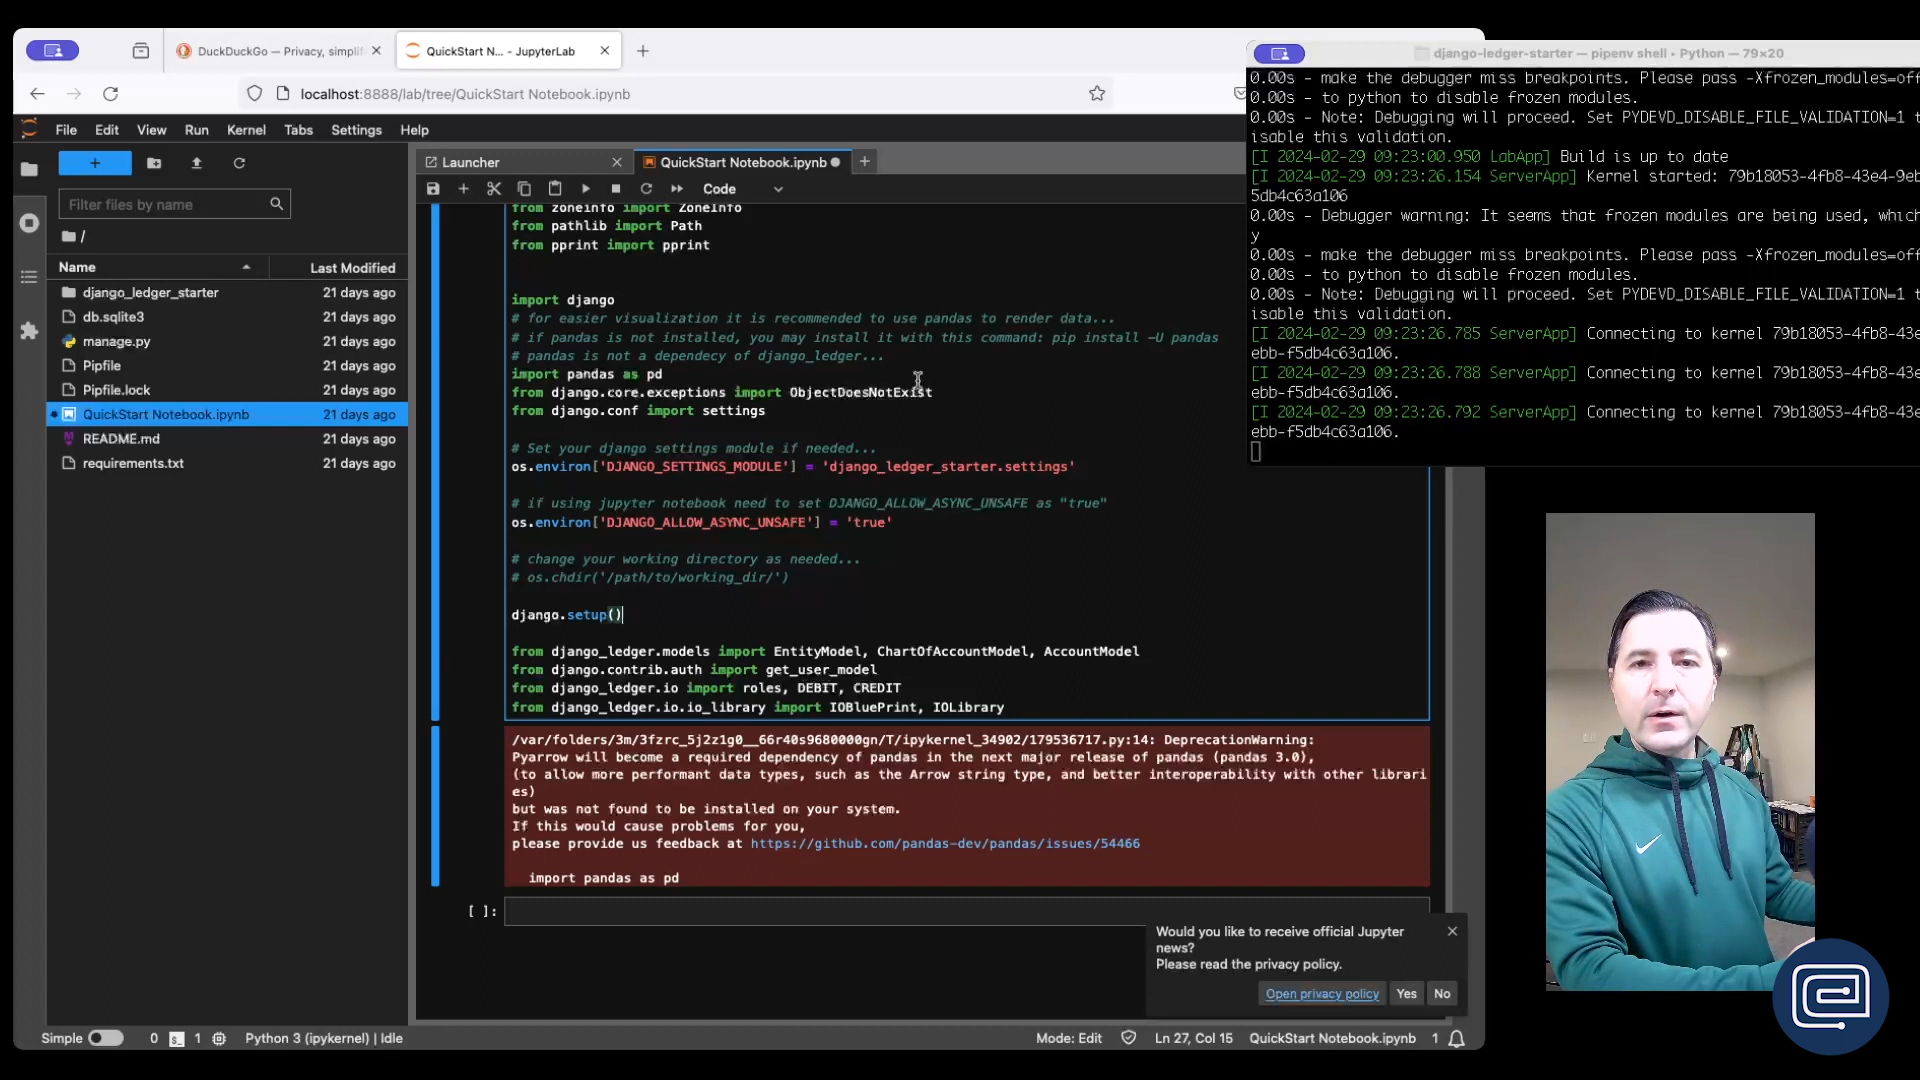 DuckDuckGo — Privacy, simplif
QuickStart N... - JupyterLab
localhost:8888/lab/tree/QuickStart Notebook.ipynb
File Edit View Run Kernel Tabs Settings Help
Filter files by name
/
Name Last Modified
django_ledger_starter 21 days ago
db.sqlite3 21 days ago
manage.py 21 days ago
Pipfile 21 days ago
Pipfile.lock 21 days ago
QuickStart Notebook.ipynb 21 days ago
README.md 21 days ago
requirements.txt 21 days ago
Launcher
QuickStart Notebook.ipynb
Code
from zoneinfo import ZoneInfo
from pathlib import Path
from pprint import pprint
import django
# for easier visualization it is recommended to use pandas to render data...
# if pandas is not installed, you may install it with this command: pip install -U pandas
# pandas is not a dependecy of django_ledger...
import pandas as pd
from django.core.exceptions import ObjectDoesNotExist
from django.conf import settings
# Set your django settings module if needed...
os.environ['DJANGO_SETTINGS_MODULE'] = 'django_ledger_starter.settings'
# if using jupyter notebook need to set DJANGO_ALLOW_ASYNC_UNSAFE as "true"
os.environ['DJANGO_ALLOW_ASYNC_UNSAFE'] = 'true'
# change your working directory as needed...
# os.chdir('/path/to/working_dir/')
django.setup()
from django_ledger.models import EntityModel, ChartOfAccountModel, AccountModel
from django.contrib.auth import get_user_model
from django_ledger.io import roles, DEBIT, CREDIT
from django_ledger.io.io_library import IOBluePrint, IOLibrary
/var/folders/3m/3fzrc_5j2z1g0__66r40s9680000gn/T/ipykernel_34902/179536717.py:14: DeprecationWarning:
Pyarrow will become a required dependency of pandas in the next major release of pandas (pandas 3.0),
(to allow more performant data types, such as the Arrow string type, and better interoperability with other librari
es)
but was not found to be installed on your system.
If this would cause problems for you,
please provide us feedback at https://github.com/pandas-dev/pandas/issues/54466
import pandas as pd
[ ]:
Would you like to receive official Jupyter
news?
Please read the privacy policy.
Open privacy policy Yes No
Simple 0 1 Python 3 (ipykernel) | Idle
Mode: Edit Ln 27, Col 15 QuickStart Notebook.ipynb 1
django-ledger-starter — pipenv shell • Python — 79×20
0.00s - make the debugger miss breakpoints. Please pass -Xfrozen_modules=off
0.00s - to python to disable frozen modules.
0.00s - Note: Debugging will proceed. Set PYDEVD_DISABLE_FILE_VALIDATION=1 t
isable this validation.
[I 2024-02-29 09:23:00.950 LabApp] Build is up to date
[I 2024-02-29 09:23:26.154 ServerApp] Kernel started: 79b18053-4fb8-43e4-9eb
5db4c63a106
0.00s - Debugger warning: It seems that frozen modules are being used, which
y
0.00s - make the debugger miss breakpoints. Please pass -Xfrozen_modules=off
0.00s - to python to disable frozen modules.
0.00s - Note: Debugging will proceed. Set PYDEVD_DISABLE_FILE_VALIDATION=1 t
isable this validation.
[I 2024-02-29 09:23:26.785 ServerApp] Connecting to kernel 79b18053-4fb8-43e
ebb-f5db4c63a106.
[I 2024-02-29 09:23:26.788 ServerApp] Connecting to kernel 79b18053-4fb8-43e
ebb-f5db4c63a106.
[I 2024-02-29 09:23:26.792 ServerApp] Connecting to kernel 79b18053-4fb8-43e
ebb-f5db4c63a106.